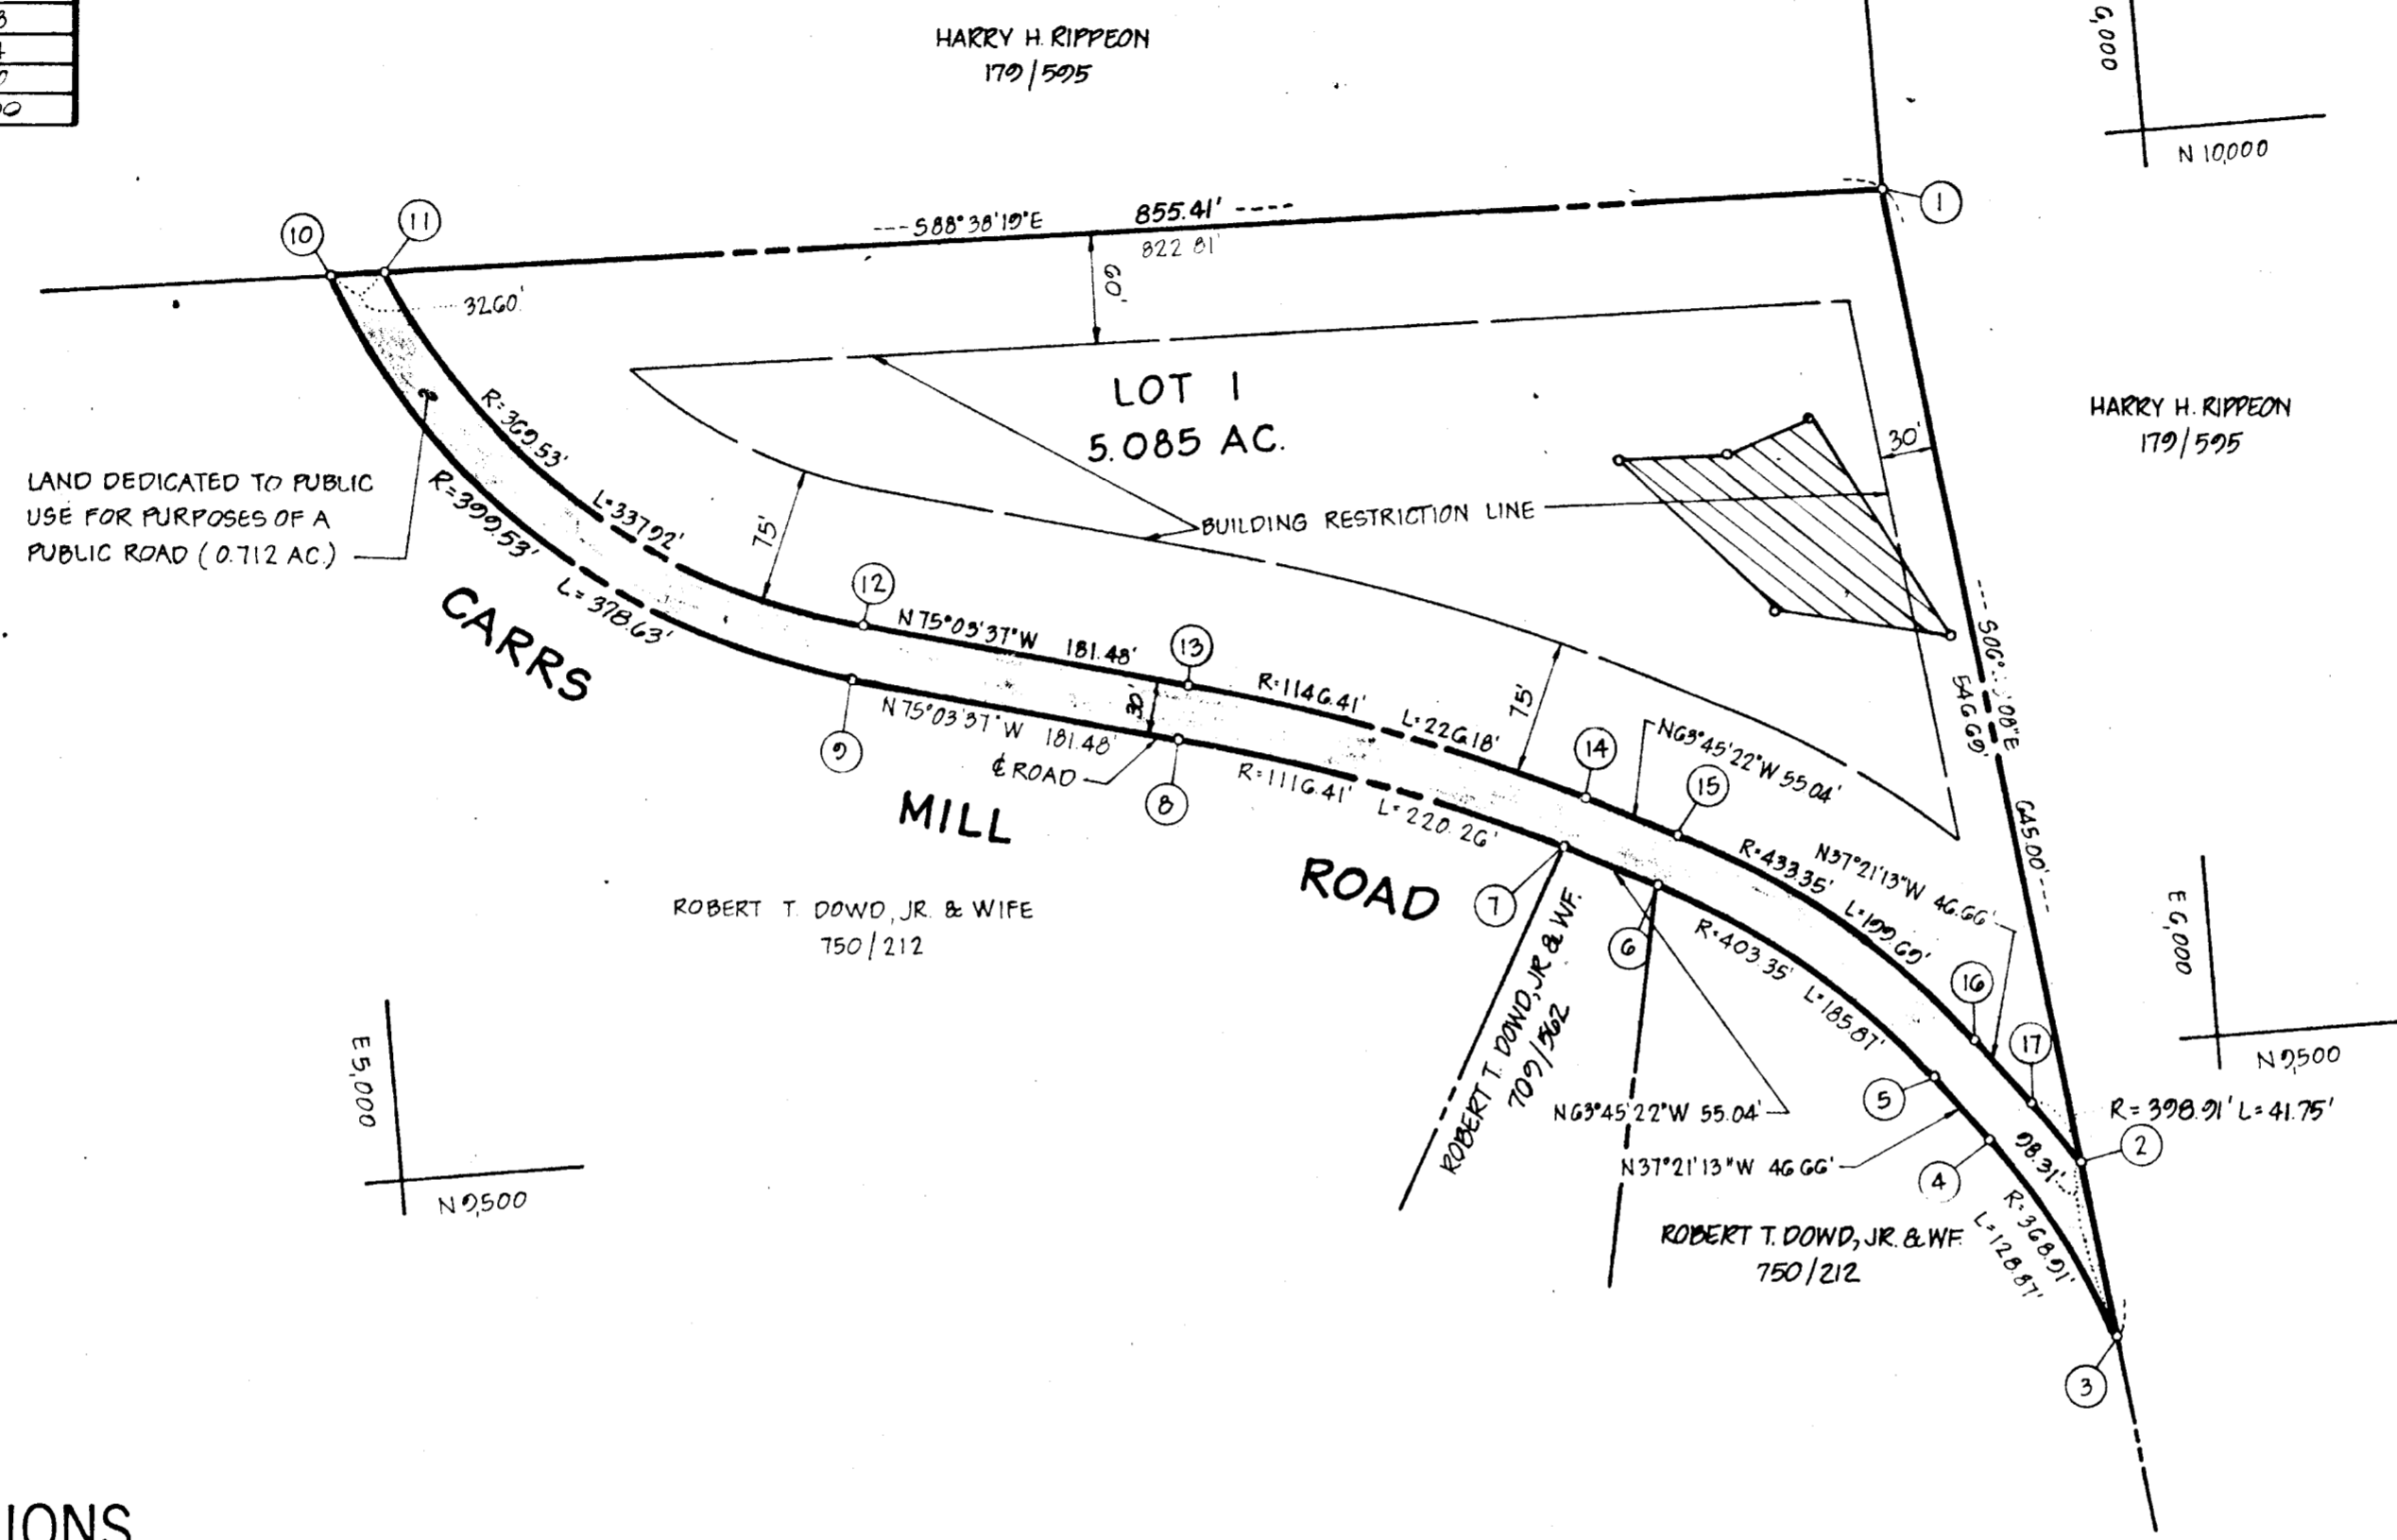 HARRY H. RIPPEON
179/595
6,000
N 10,000
10
11
1
---S88°38'19"E 855.41' ----
822 81'
32.60'
60'
LOT 1
5.085 AC.
HARRY H. RIPPEON
179/595
30'
R=369.53'
L=337.92'
LAND DEDICATED TO PUBLIC
USE FOR PURPOSES OF A
PUBLIC ROAD (0.712 AC.)
R=399.53'
L=378.63'
75'
BUILDING RESTRICTION LINE
CARRS
MILL
ROAD
12
N 75°03'37"W 181.48'
13
R=1146.41'
L=226.18'
75'
14
N63°45'22"W 55.04'
15
546.69'
645.00'---
9
N 75°03'37"W 181.48'
30'
℄ ROAD
8
R=1116.41'
L=220.26'
R=433.35'
L=199.69'
N37°21'13"W 46.66'
7
6
R=403.35'
L=185.87'
16
17
ROBERT T. DOWD, JR. & WIFE
750/212
ROBERT T. DOWD, JR. & WF.
709/562
E 5,000
N 9,500
E 6,000
N 9,500
5
N63°45'22"W 55.04'
N37°21'13"W 46 66'
4
R=398.91' L=41.75'
2
98.31'
R=368.91'
L=128.87'
ROBERT T. DOWD, JR. & WF.
750/212
3
IONS